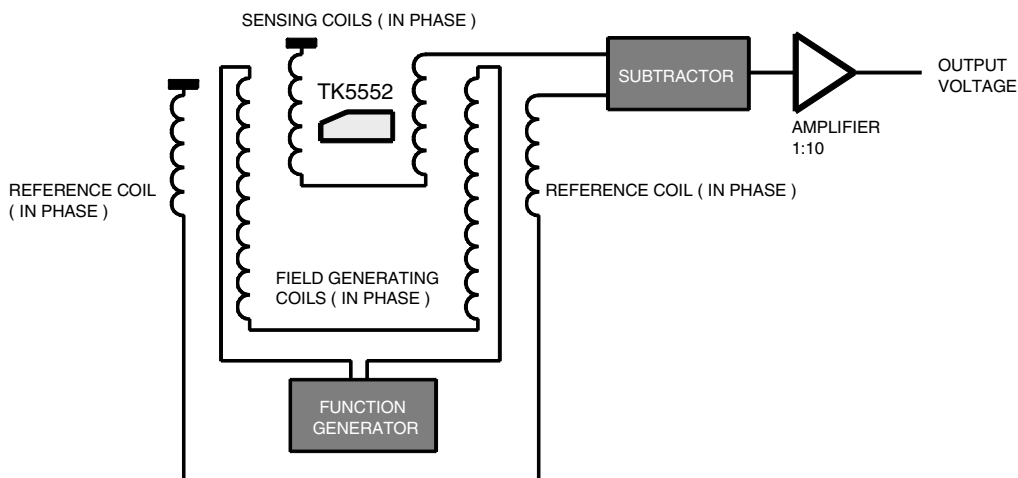 SENSING COILS ( IN PHASE )
TK5552
SUBTRACTOR
OUTPUT
VOLTAGE
AMPLIFIER
1:10
REFERENCE COIL
( IN PHASE )
REFERENCE COIL ( IN PHASE )
FIELD GENERATING
COILS ( IN PHASE )
FUNCTION
GENERATOR